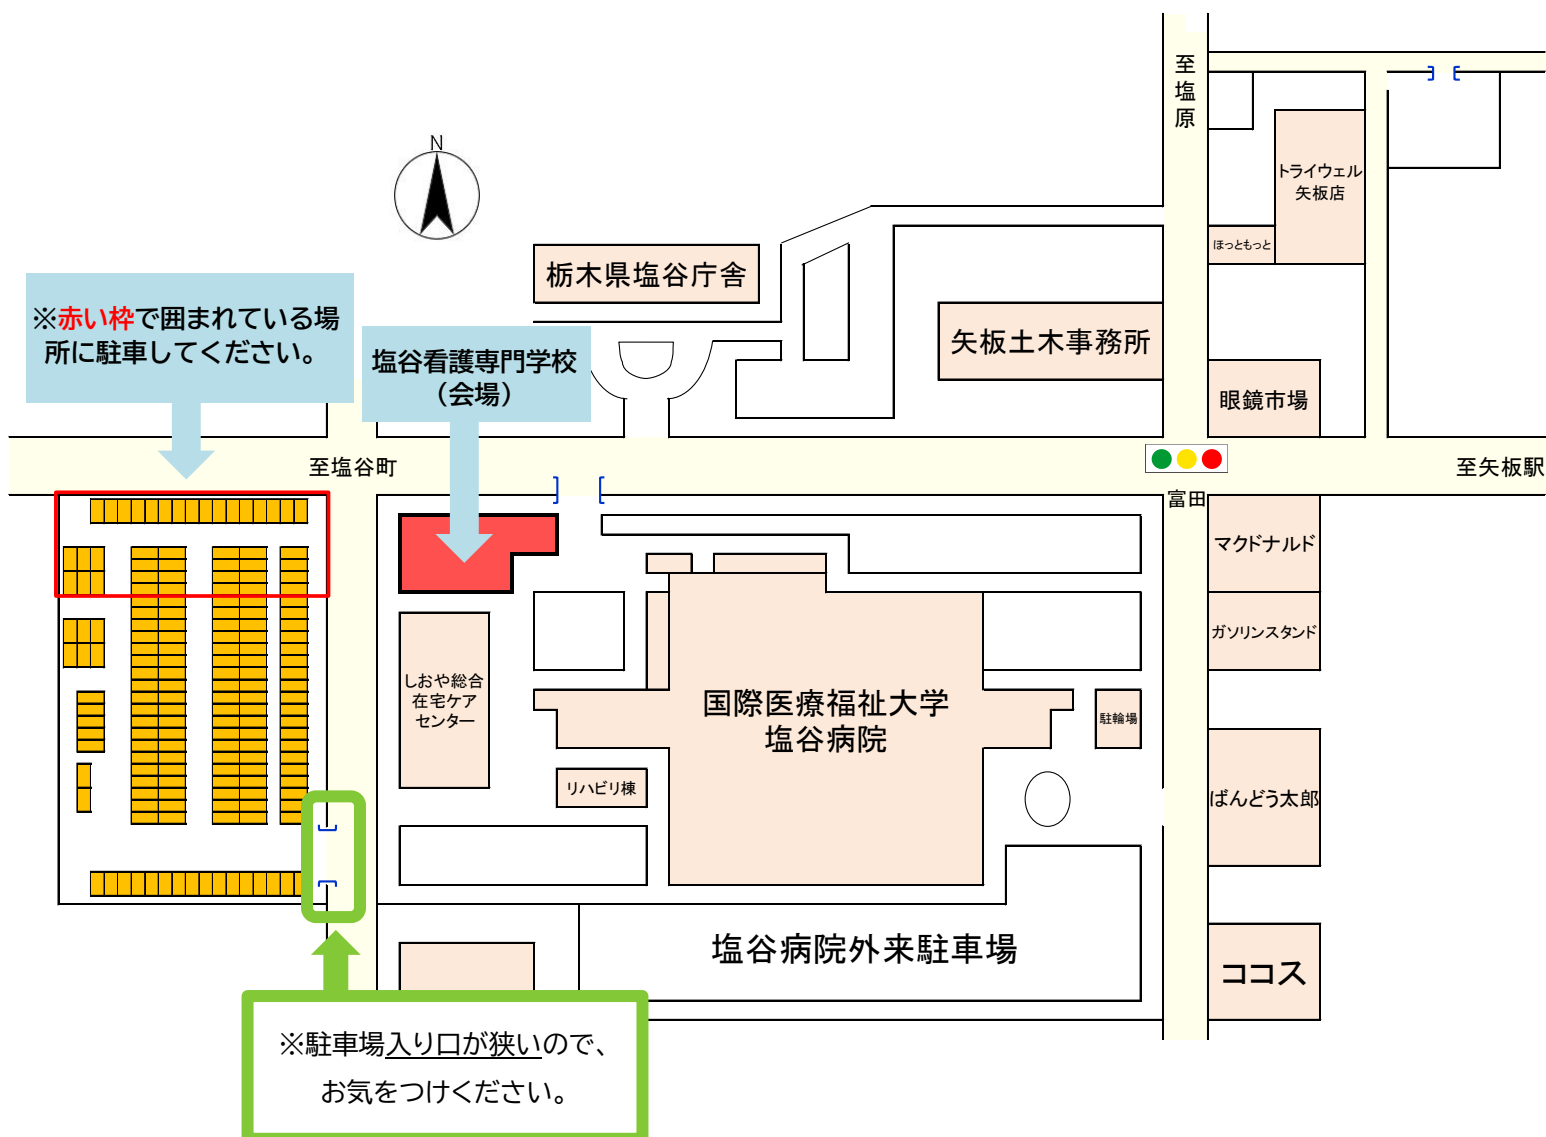 至塩原
N
トライウェル
矢板店
ほっともっと
栃木県塩谷庁舎
※赤い枠で囲まれている場
所に駐車してください。
塩谷看護専門学校
（会場）
矢板土木事務所
眼鏡市場
至塩谷町
至矢板駅
富田
マクドナルド
ガソリンスタンド
しおや総合
在宅ケア
センター
国際医療福祉大学
塩谷病院
駐輪場
リハビリ棟
ばんどう太郎
塩谷病院外来駐車場
ココス
※駐車場入り口が狭いので、
お気をつけください。